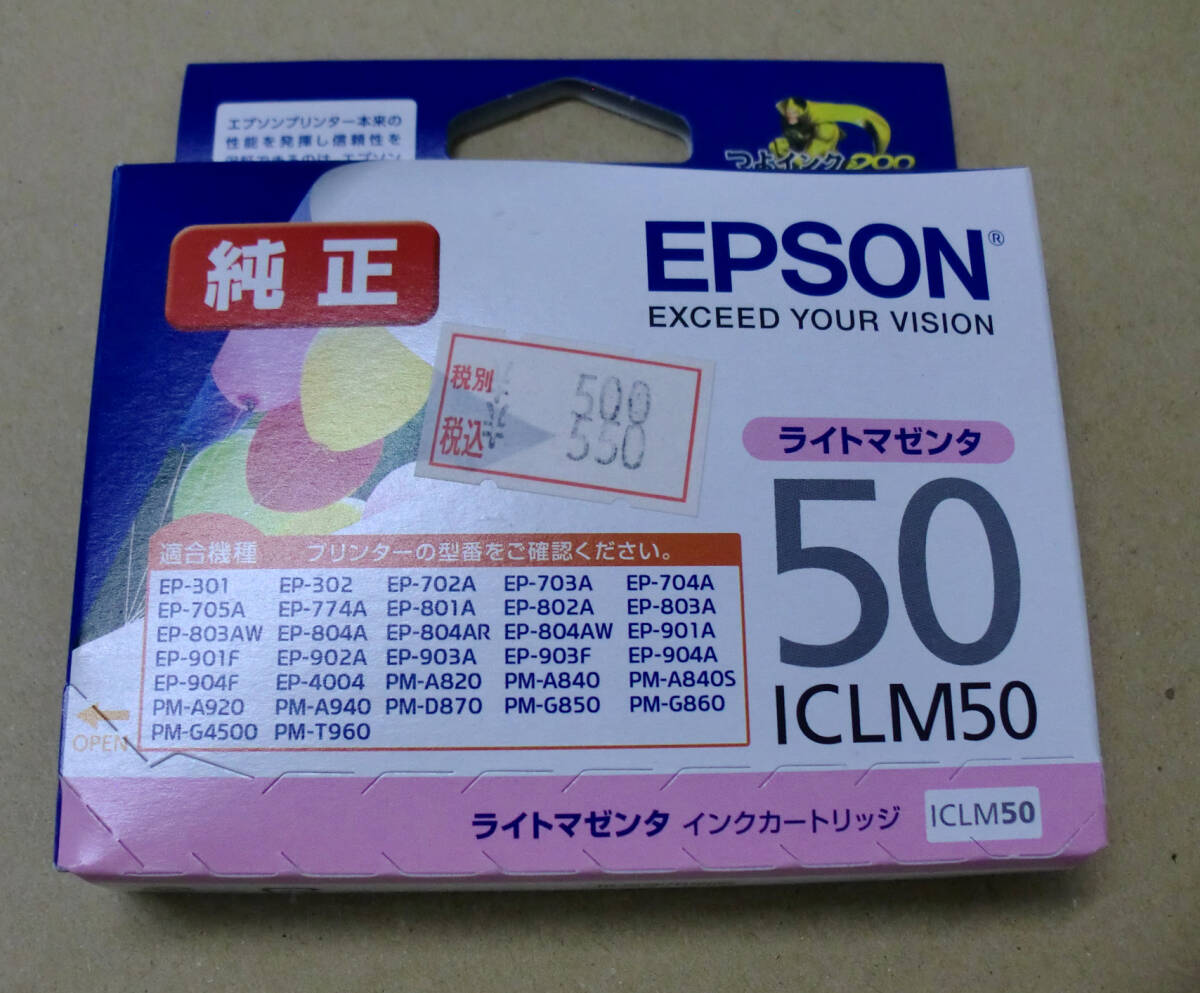 エプソンプリンター本来の
性能を発揮し信頼性を
つよインク200
純正
EPSON®
EXCEED YOUR VISION
税別 500
税込 550
ライトマゼンタ
50
ICLM50
適合機種 プリンターの型番をご確認ください。
EP-301 EP-302 EP-702A EP-703A EP-704A
EP-705A EP-774A EP-801A EP-802A EP-803A
EP-803AW EP-804A EP-804AR EP-804AW EP-901A
EP-901F EP-902A EP-903A EP-903F EP-904A
EP-904F EP-4004 PM-A820 PM-A840 PM-A840S
PM-A920 PM-A940 PM-D870 PM-G850 PM-G860
PM-G4500 PM-T960
OPEN
ライトマゼンタ インクカートリッジ ICLM50